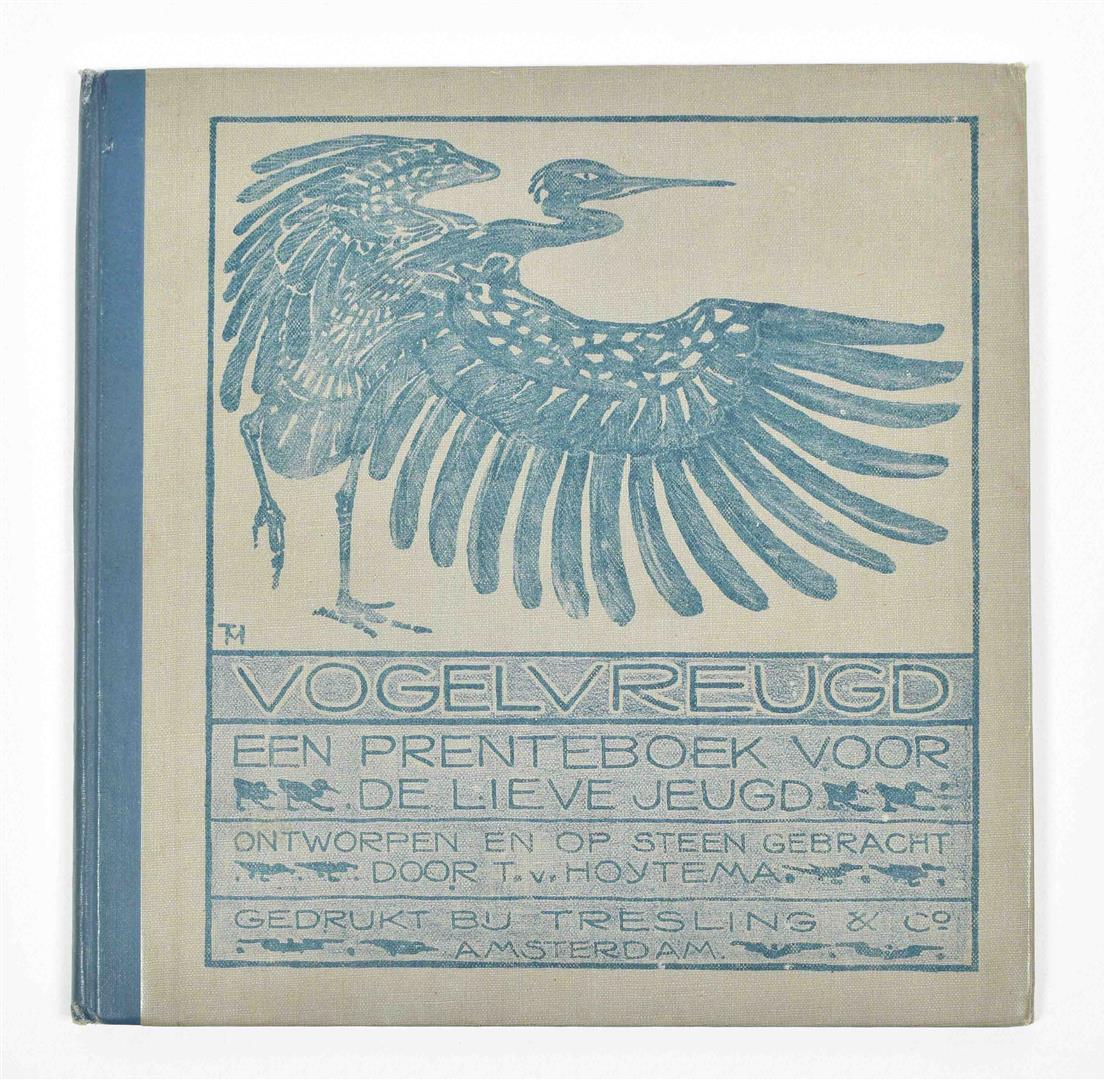 TH
VOGELVREUGD
EEN PRENTEBOEK VOOR
DE LIEVE JEUGD
ONTWORPEN EN OP STEEN GEBRACHT
DOOR T. v. HOYTEMA.
GEDRUKT BIJ TRESLING & Co
AMSTERDAM.